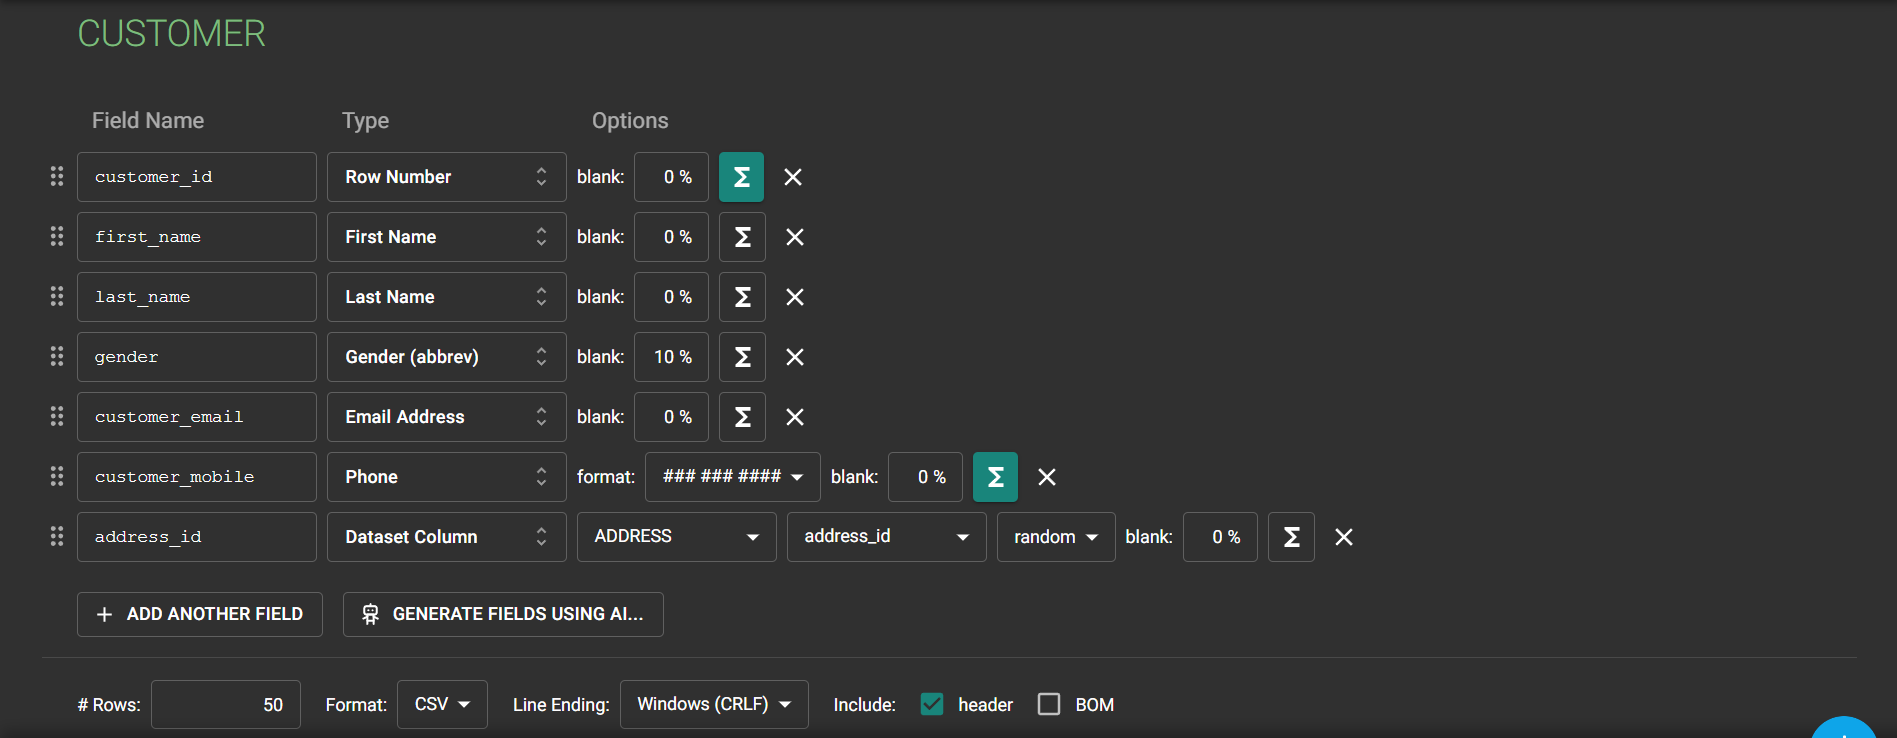 CUSTOMER
Field Name Type Options
customer_id Row Number blank: 0 % Σ
first_name First Name blank: 0 % Σ
last_name Last Name blank: 0 % Σ
gender Gender (abbrev) blank: 10 % Σ
customer_email Email Address blank: 0 % Σ
customer_mobile Phone format: ### ### #### blank: 0 % Σ
address_id Dataset Column ADDRESS address_id random blank: 0 % Σ
+ ADD ANOTHER FIELD GENERATE FIELDS USING AI...
# Rows: 50 Format: CSV Line Ending: Windows (CRLF) Include: header BOM